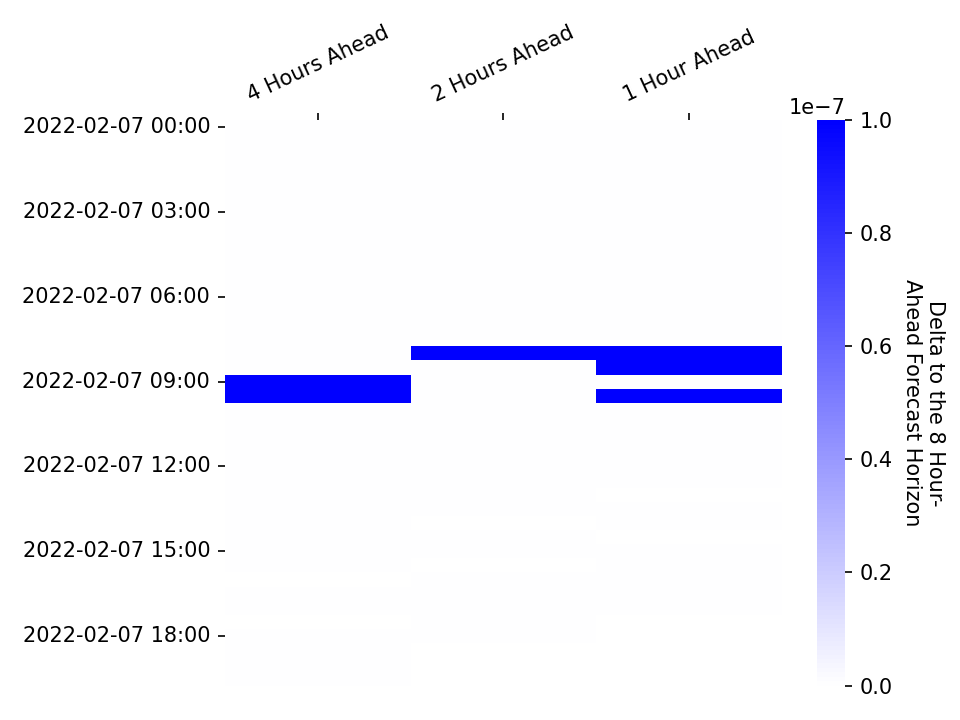 4 Hours Ahead
2 Hours Ahead
1 Hour Ahead
1e−7
2022-02-07 00:00
2022-02-07 03:00
2022-02-07 06:00
2022-02-07 09:00
2022-02-07 12:00
2022-02-07 15:00
2022-02-07 18:00
1.0
0.8
0.6
0.4
0.2
0.0
Delta to the 8 Hour-
Ahead Forecast Horizon